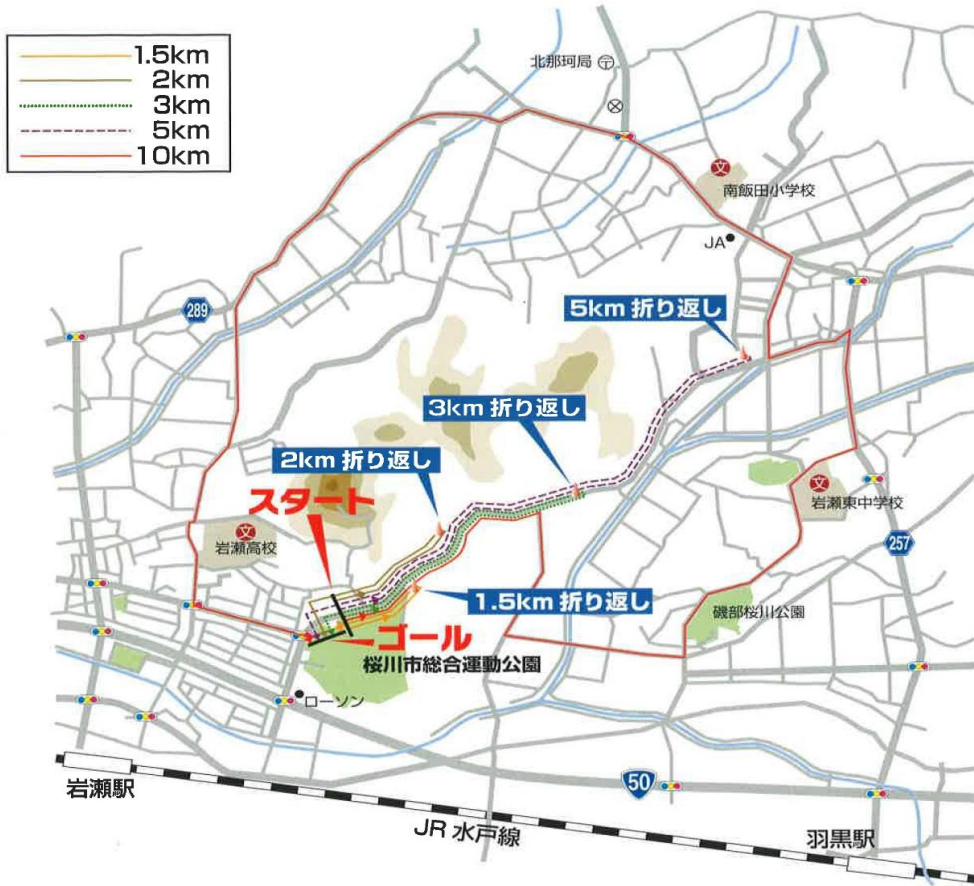 1.5km
2km
3km
5km
10km
北那珂局
文
南飯田小学校
JA
289
5km 折り返し
3km 折り返し
2km 折り返し
スタート
文
岩瀬高校
文
岩瀬東中学校
257
1.5km 折り返し
磯部桜川公園
ゴール
桜川市総合運動公園
ローソン
50
岩瀬駅
JR 水戸線
羽黒駅